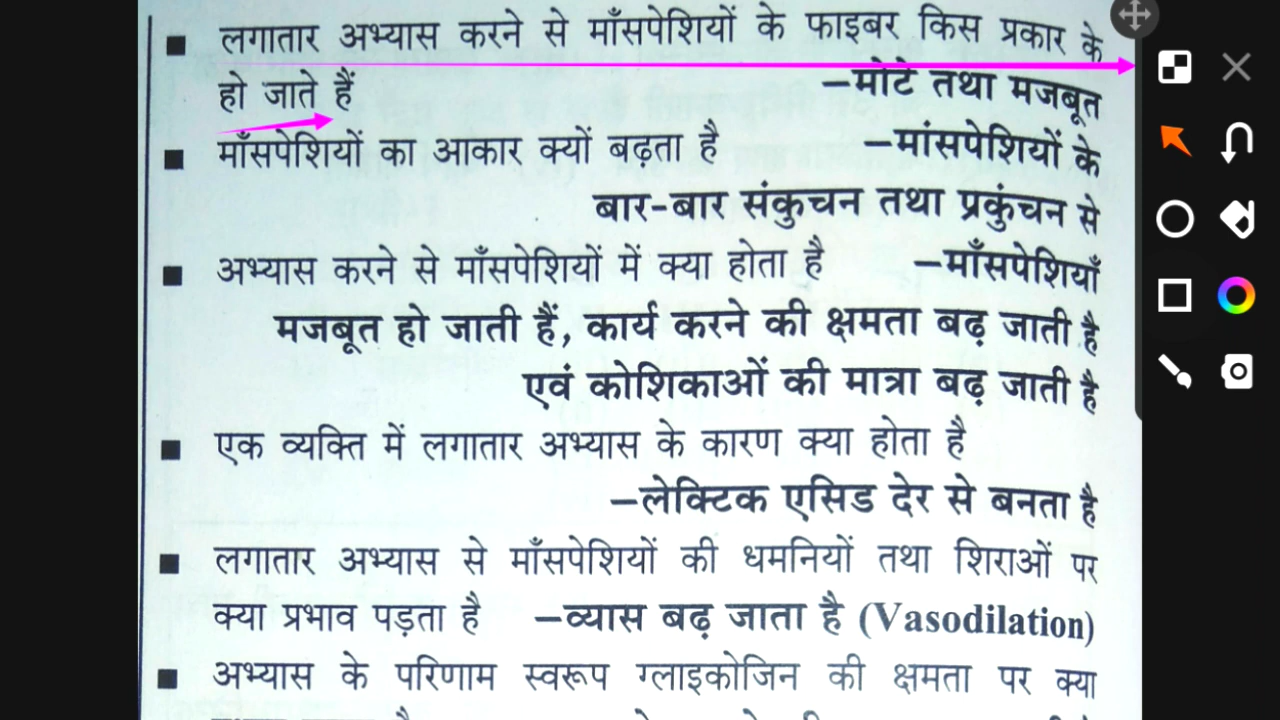 ■ लगातार अभ्यास करने से माँसपेशियों के फाइबर किस प्रकार के
हो जाते हैं –मोटे तथा मजबूत
■ माँसपेशियों का आकार क्यों बढ़ता है –मांसपेशियों के
बार-बार संकुचन तथा प्रकुंचन से
■ अभ्यास करने से माँसपेशियों में क्या होता है –माँसपेशियाँ
मजबूत हो जाती हैं, कार्य करने की क्षमता बढ़ जाती है
एवं कोशिकाओं की मात्रा बढ़ जाती है
■ एक व्यक्ति में लगातार अभ्यास के कारण क्या होता है
–लेक्टिक एसिड देर से बनता है
■ लगातार अभ्यास से माँसपेशियों की धमनियों तथा शिराओं पर
क्या प्रभाव पड़ता है –व्यास बढ़ जाता है (Vasodilation)
■ अभ्यास के परिणाम स्वरूप ग्लाइकोजिन की क्षमता पर क्या